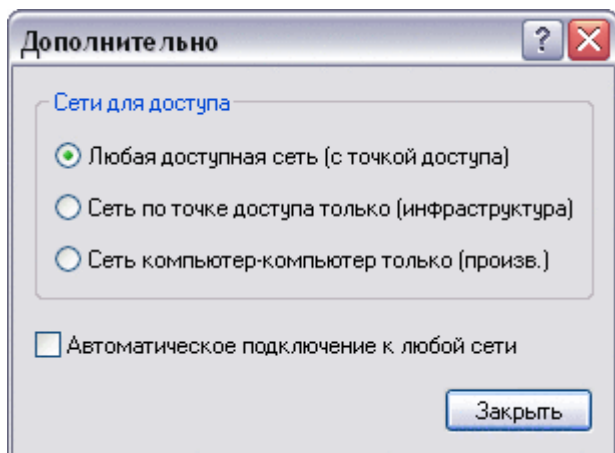 Дополнительно
Сети для доступа
Любая доступная сеть (с точкой доступа)
Сеть по точке доступа только (инфраструктура)
Сеть компьютер-компьютер только (произв.)
Автоматическое подключение к любой сети
Закрыть